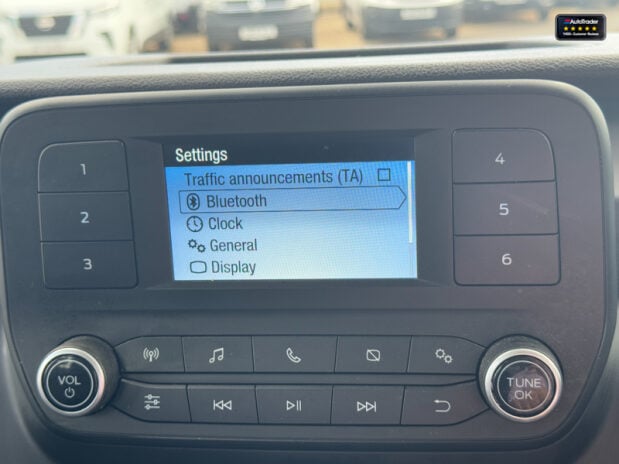 AutoTrader
Settings
Traffic announcements (TA)
Bluetooth
Clock
General
Display
1
2
3
4
5
6
VOL
TUNE
OK